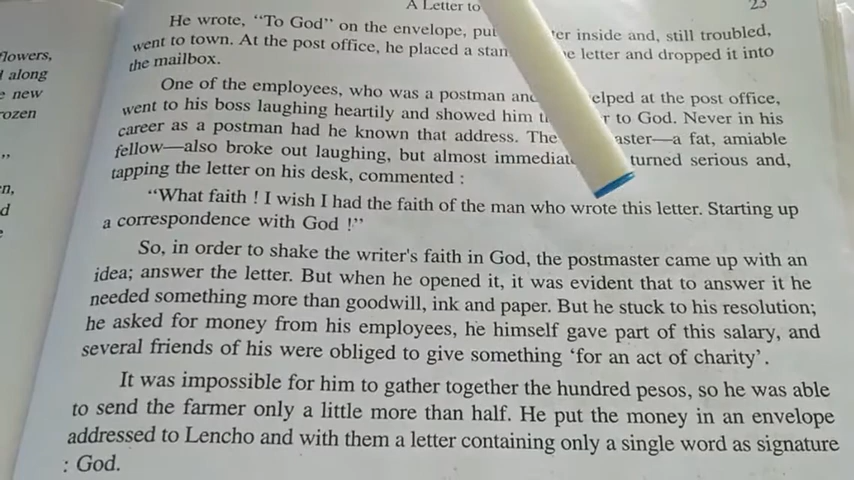 A Letter to
23
He wrote, “To God” on the envelope, put ter inside and, still troubled,
went to town. At the post office, he placed a stan e letter and dropped it into
the mailbox.
One of the employees, who was a postman and elped at the post office,
went to his boss laughing heartily and showed him r to God. Never in his
career as a postman had he known that address. The aster—a fat, amiable
fellow—also broke out laughing, but almost immediat turned serious and,
tapping the letter on his desk, commented :
“What faith ! I wish I had the faith of the man who wrote this letter. Starting up
a correspondence with God !”
So, in order to shake the writer's faith in God, the postmaster came up with an
idea; answer the letter. But when he opened it, it was evident that to answer it he
needed something more than goodwill, ink and paper. But he stuck to his resolution;
he asked for money from his employees, he himself gave part of this salary, and
several friends of his were obliged to give something ‘for an act of charity’.
It was impossible for him to gather together the hundred pesos, so he was able
to send the farmer only a little more than half. He put the money in an envelope
addressed to Lencho and with them a letter containing only a single word as signature
: God.
flowers,
along
new
rozen
”
n,
d
e